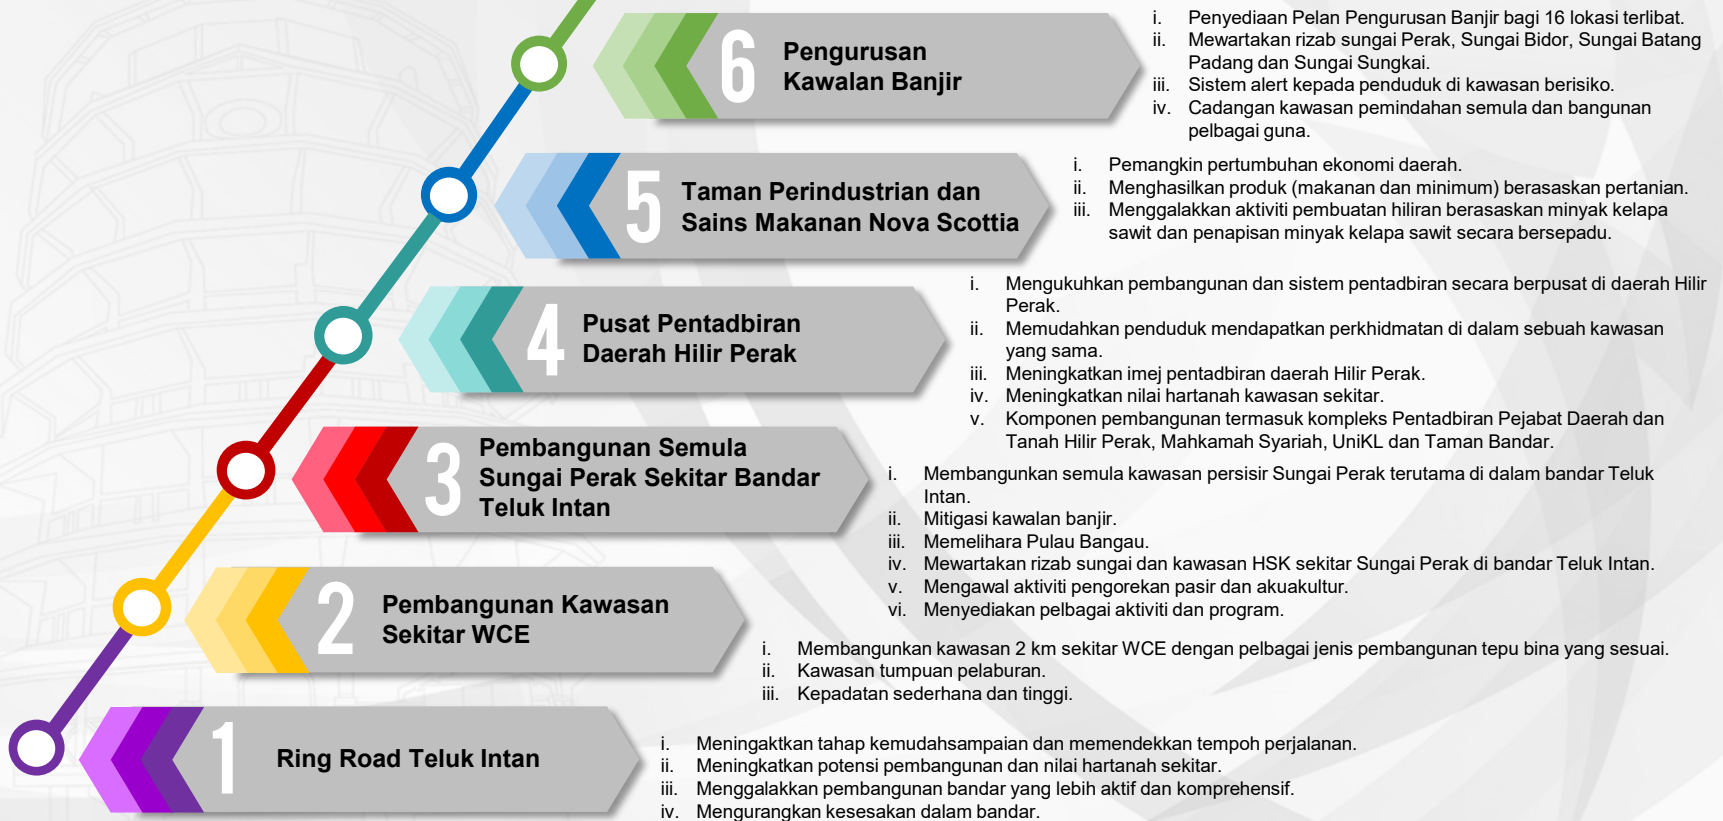 6
Pengurusan
Kawalan Banjir
i. Penyediaan Pelan Pengurusan Banjir bagi 16 lokasi terlibat.
ii. Mewartakan rizab sungai Perak, Sungai Bidor, Sungai Batang
Padang dan Sungai Sungkai.
iii. Sistem alert kepada penduduk di kawasan berisiko.
iv. Cadangan kawasan pemindahan semula dan bangunan
pelbagai guna.
5
Taman Perindustrian dan
Sains Makanan Nova Scottia
i. Pemangkin pertumbuhan ekonomi daerah.
ii. Menghasilkan produk (makanan dan minimum) berasaskan pertanian.
iii. Menggalakkan aktiviti pembuatan hiliran berasaskan minyak kelapa
sawit dan penapisan minyak kelapa sawit secara bersepadu.
4
Pusat Pentadbiran
Daerah Hilir Perak
i. Mengukuhkan pembangunan dan sistem pentadbiran secara berpusat di daerah Hilir
Perak.
ii. Memudahkan penduduk mendapatkan perkhidmatan di dalam sebuah kawasan
yang sama.
iii. Meningkatkan imej pentadbiran daerah Hilir Perak.
iv. Meningkatkan nilai hartanah kawasan sekitar.
v. Komponen pembangunan termasuk kompleks Pentadbiran Pejabat Daerah dan
Tanah Hilir Perak, Mahkamah Syariah, UniKL dan Taman Bandar.
3
Pembangunan Semula
Sungai Perak Sekitar Bandar
Teluk Intan
i. Membangunkan semula kawasan persisir Sungai Perak terutama di dalam bandar Teluk
Intan.
ii. Mitigasi kawalan banjir.
iii. Memelihara Pulau Bangau.
iv. Mewartakan rizab sungai dan kawasan HSK sekitar Sungai Perak di bandar Teluk Intan.
v. Mengawal aktiviti pengorekan pasir dan akuakultur.
vi. Menyediakan pelbagai aktiviti dan program.
2
Pembangunan Kawasan
Sekitar WCE
i. Membangunkan kawasan 2 km sekitar WCE dengan pelbagai jenis pembangunan tepu bina yang sesuai.
ii. Kawasan tumpuan pelaburan.
iii. Kepadatan sederhana dan tinggi.
1
Ring Road Teluk Intan
i. Meningaktkan tahap kemudahsampaian dan memendekkan tempoh perjalanan.
ii. Meningkatkan potensi pembangunan dan nilai hartanah sekitar.
iii. Menggalakkan pembangunan bandar yang lebih aktif dan komprehensif.
iv. Mengurangkan kesesakan dalam bandar.